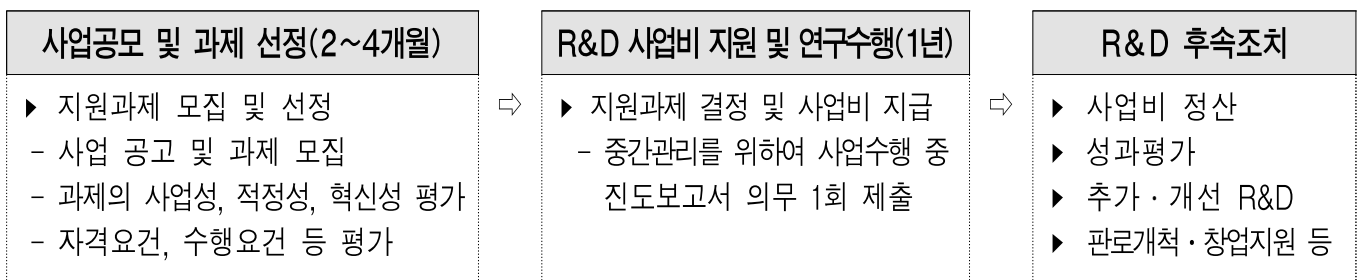 사업공모 및 과제 선정(2~4개월)
▶ 지원과제 모집 및 선정
- 사업 공고 및 과제 모집
- 과제의 사업성, 적정성, 혁신성 평가
- 자격요건, 수행요건 등 평가
⇨
R&D 사업비 지원 및 연구수행(1년)
▶ 지원과제 결정 및 사업비 지급
- 중간관리를 위하여 사업수행 중
진도보고서 의무 1회 제출
⇨
R&D 후속조치
▶ 사업비 정산
▶ 성과평가
▶ 추가·개선 R&D
▶ 판로개척·창업지원 등